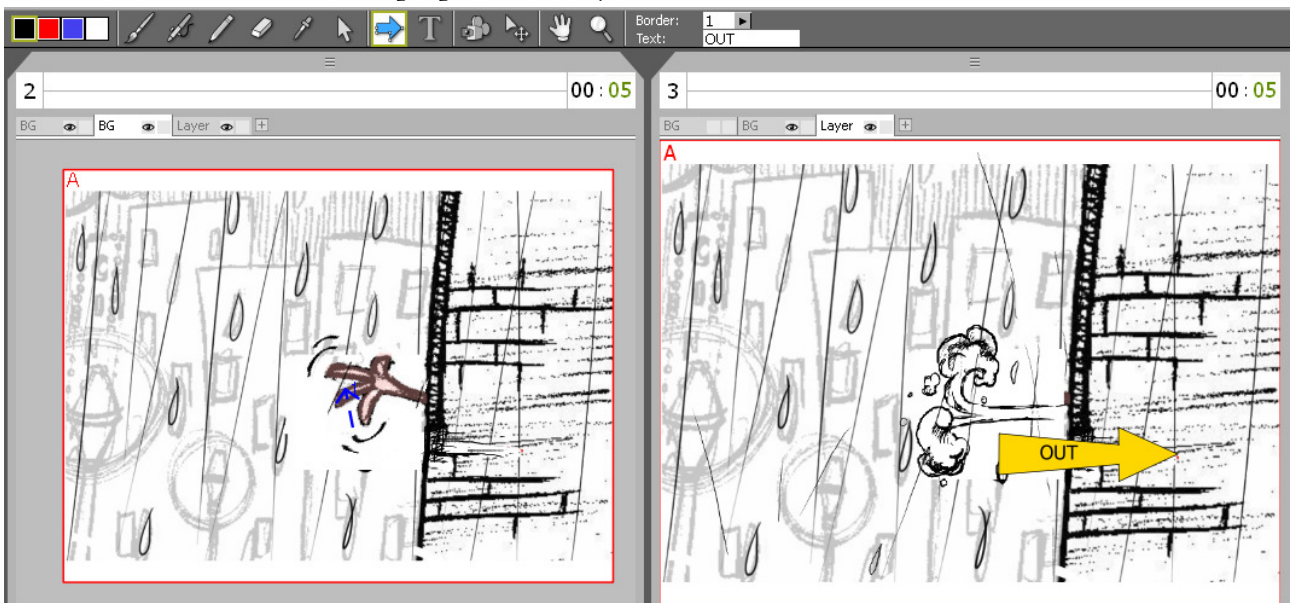 Border: 1
Text: OUT
T
2 00:05
BG BG Layer
A
3 00:05
BG BG Layer
A
OUT